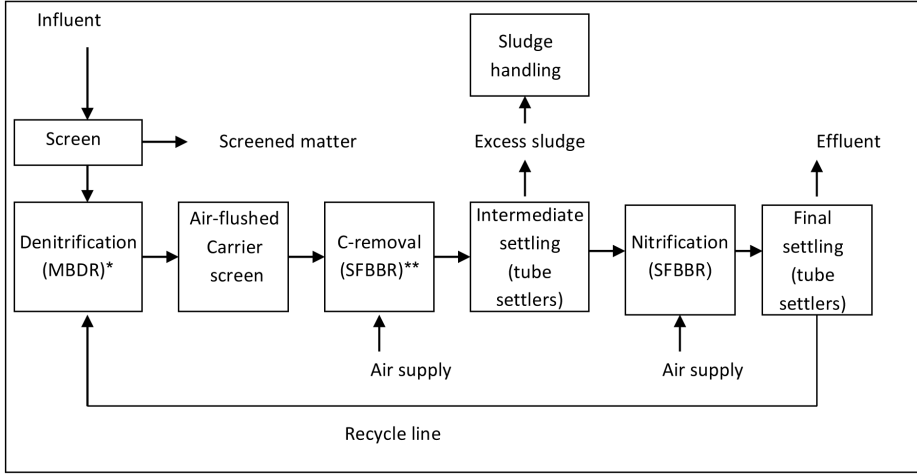 Influent
Screen
Screened matter
Sludge
handling
Excess sludge
Effluent
Denitrification
(MBDR)*
Air-flushed
Carrier
screen
C-removal
(SFBBR)**
Intermediate
settling
(tube
settlers)
Nitrification
(SFBBR)
Final
settling
(tube
settlers)
Air supply
Air supply
Recycle line